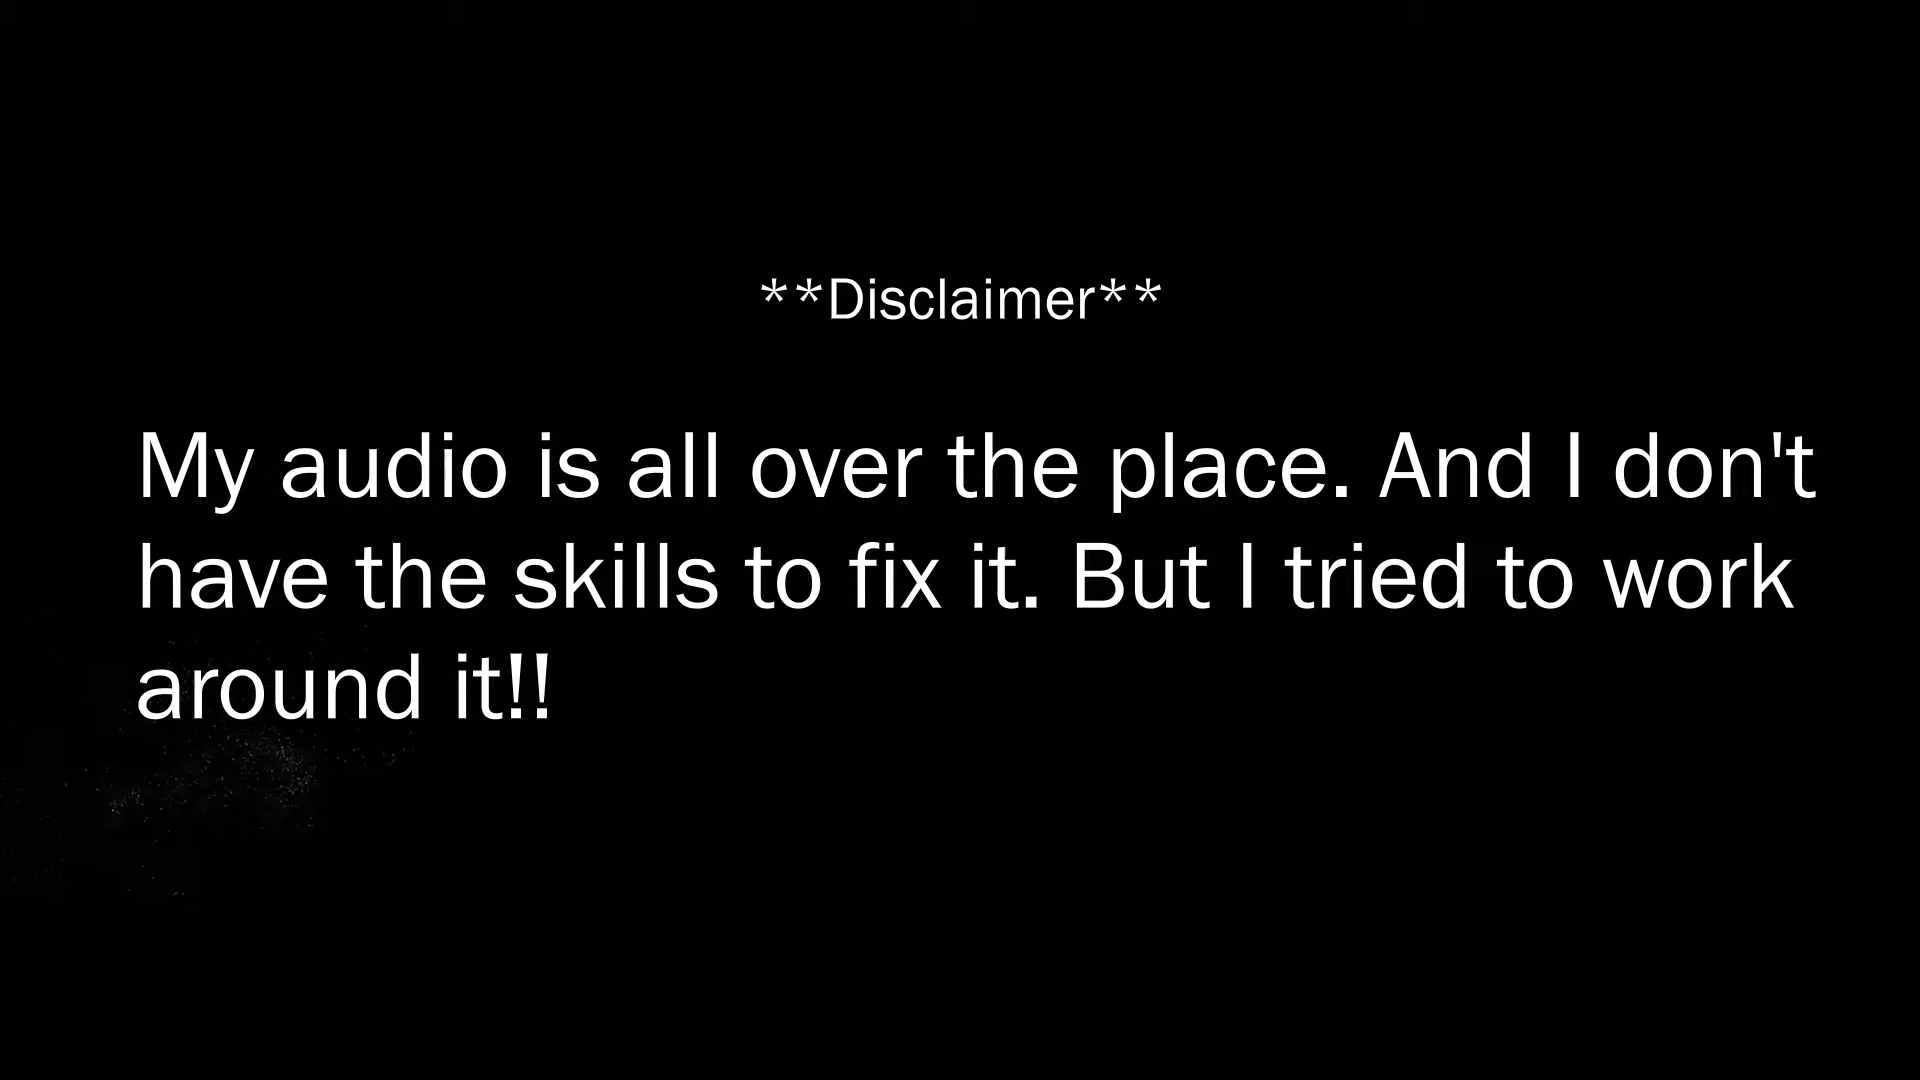 **Disclaimer**
My audio is all over the place. And I don't
have the skills to fix it. But I tried to work
around it!!